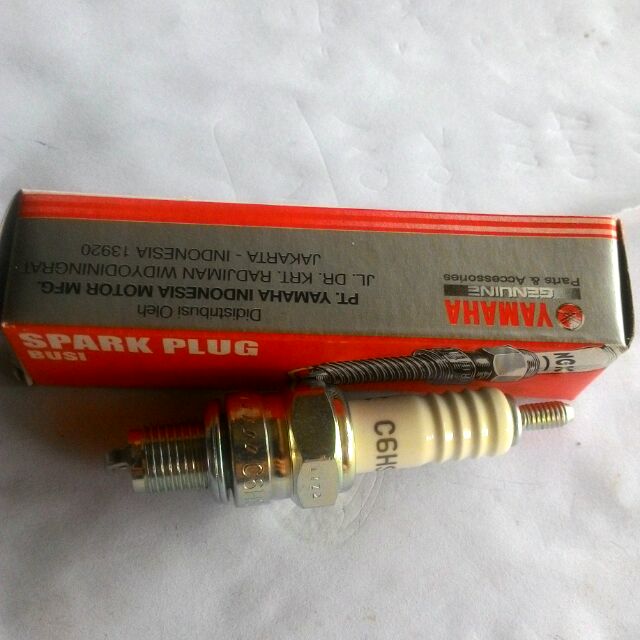 Didistribusi Oleh
PT. YAMAHA INDONESIA MOTOR MFG.
JL. DR. KRT. RADJIMAN WIDYODININGRAT
JAKARTA - INDONESIA 13920
YAMAHA
GENUINE
Parts & Accessories
SPARK PLUG
BUSI
C6H